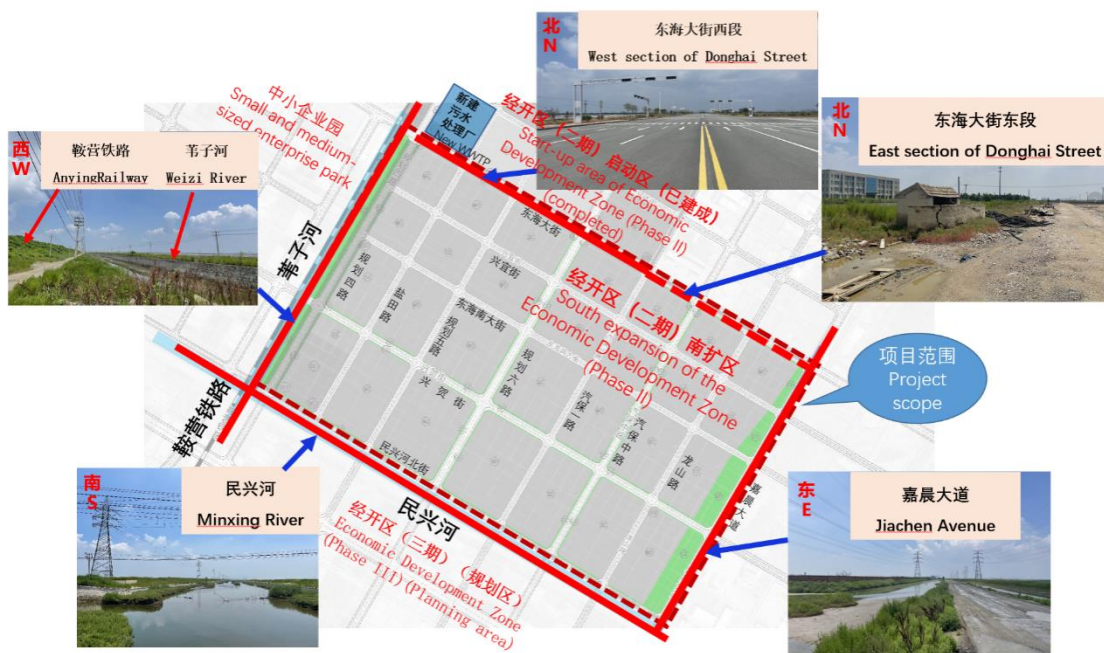 北
N
东海大街西段
West section of Donghai Street
北
N
东海大街东段
East section of Donghai Street
西
W
鞍营铁路
AnyingRailway
苇子河
Weizi River
中小企业园
Small and medium-
sized enterprise park
新建
污水
处理厂
New WWTP
经开区（二期）启动区（已建成）
Start-up area of Economic
Development Zone (Phase II)
(completed)
苇子河
东海大街
兴宜街
东海南大街
兴贸街
民兴河北街
规划四路
盐田路
规划五路
规划六路
汽保一路
汽保中路
龙山路
嘉晨大道
经开区（二期）南扩区
South expansion of the
Economic Development Zone
(Phase II)
项目范围
Project
scope
鞍营铁路
民兴河
经开区（三期）（规划区）
Economic Development Zone
(Phase III) (Planning area)
南
S
民兴河
Minxing River
东
E
嘉晨大道
Jiachen Avenue